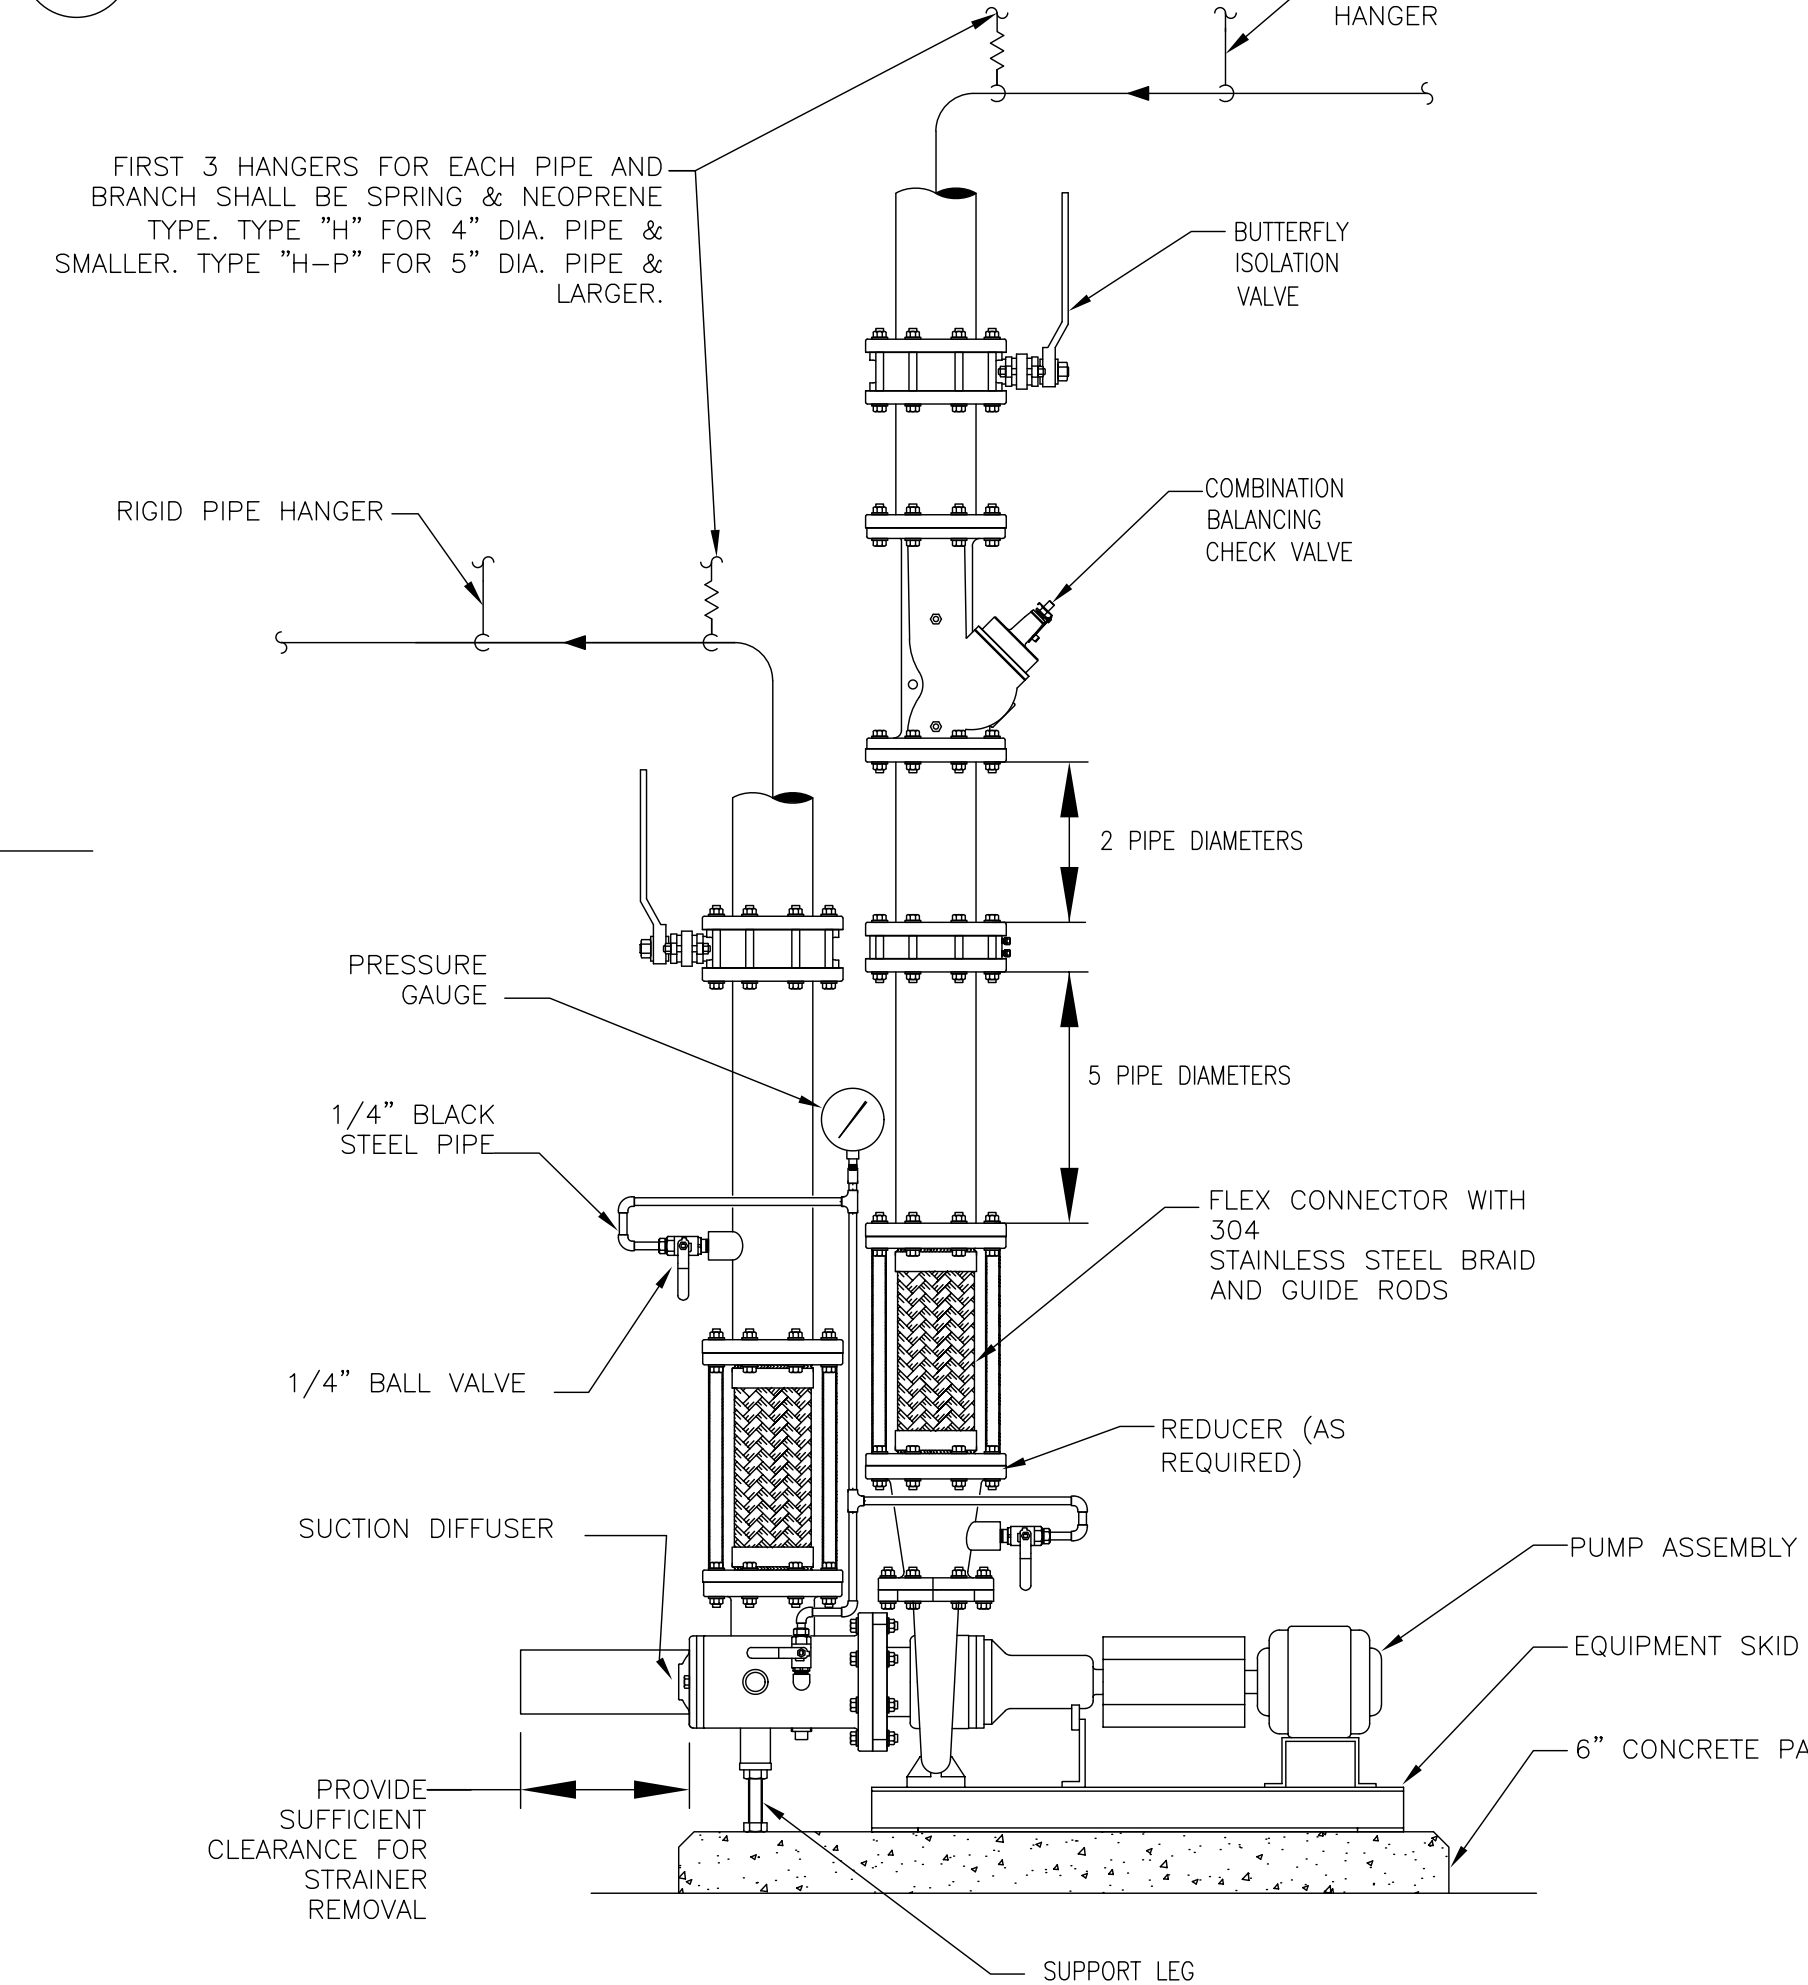 HANGER
FIRST 3 HANGERS FOR EACH PIPE AND
BRANCH SHALL BE SPRING & NEOPRENE
TYPE. TYPE "H" FOR 4" DIA. PIPE &
SMALLER. TYPE "H-P" FOR 5" DIA. PIPE &
LARGER.
BUTTERFLY
ISOLATION
VALVE
RIGID PIPE HANGER
COMBINATION
BALANCING
CHECK VALVE
2 PIPE DIAMETERS
PRESSURE
GAUGE
5 PIPE DIAMETERS
1/4" BLACK
STEEL PIPE
FLEX CONNECTOR WITH
304
STAINLESS STEEL BRAID
AND GUIDE RODS
1/4" BALL VALVE
REDUCER (AS
REQUIRED)
SUCTION DIFFUSER
PUMP ASSEMBLY
EQUIPMENT SKID
6" CONCRETE PA
PROVIDE
SUFFICIENT
CLEARANCE FOR
STRAINER
REMOVAL
SUPPORT LEG